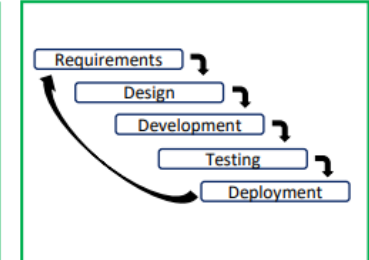 Requirements
Design
Development
Testing
Deployment